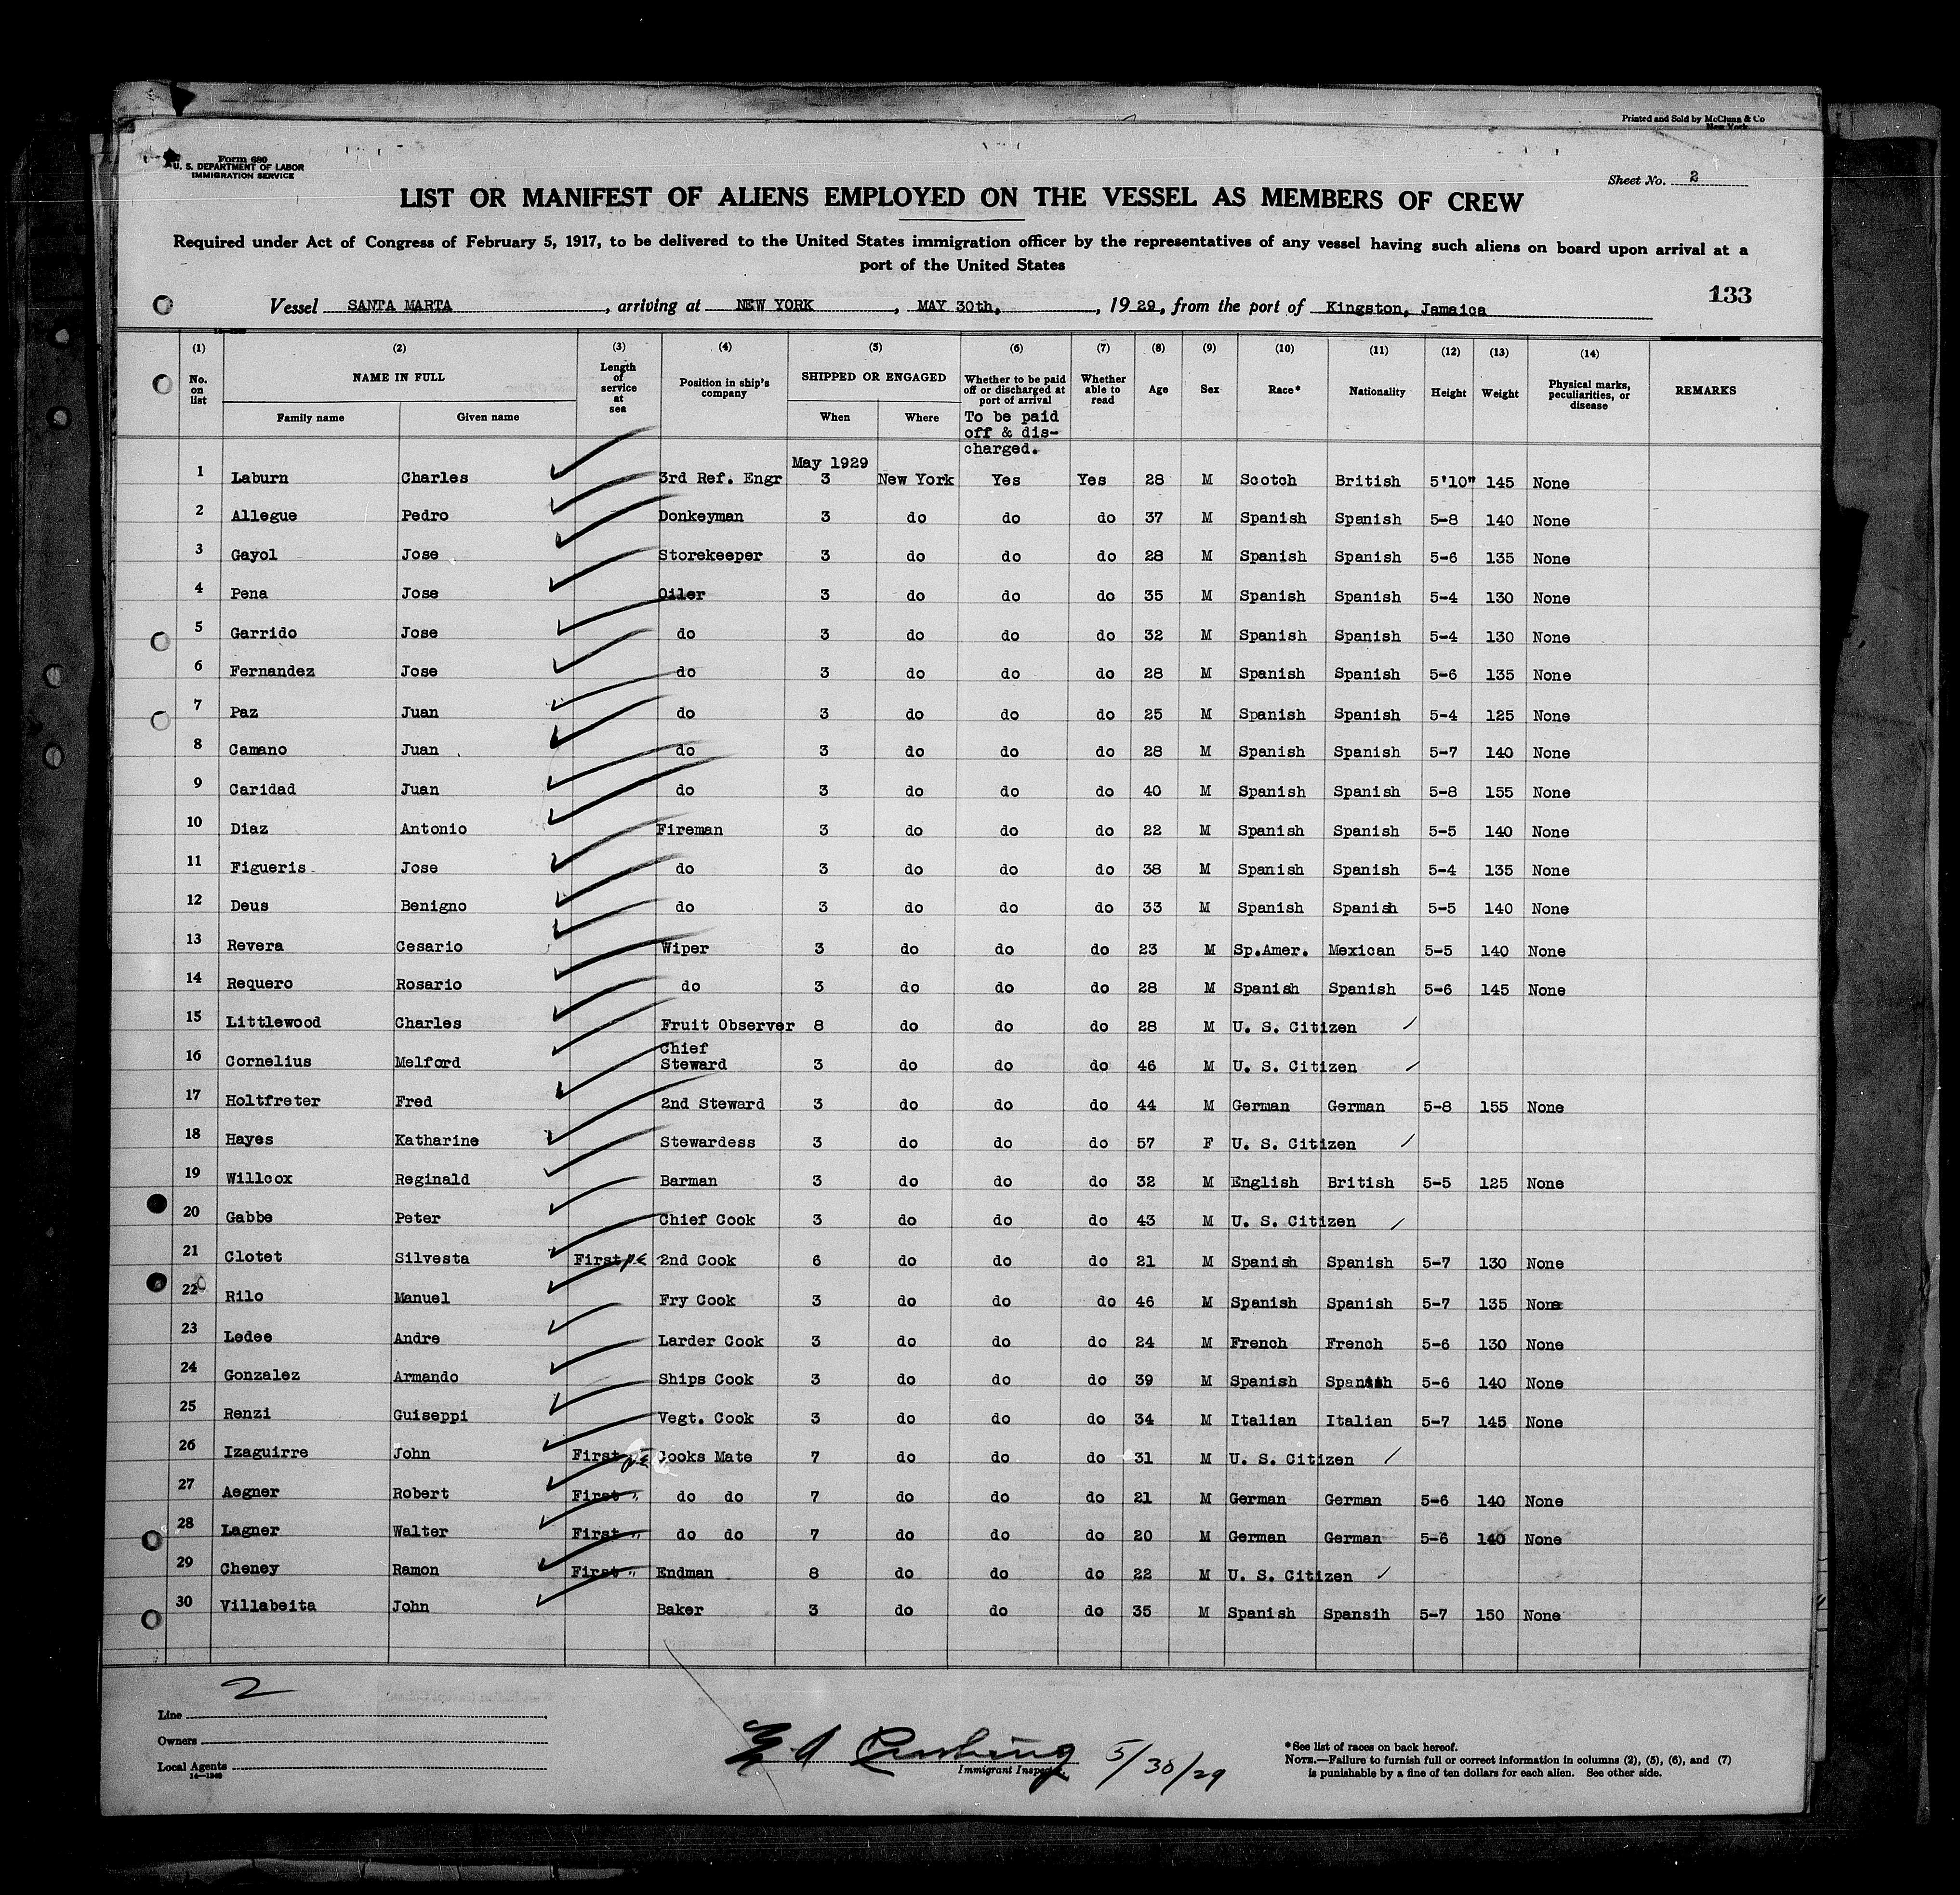 Printed and Sold by McClunn & Co
New York
Form 680
U. S. DEPARTMENT OF LABOR
IMMIGRATION SERVICE
Sheet No. 2
LIST OR MANIFEST OF ALIENS EMPLOYED ON THE VESSEL AS MEMBERS OF CREW
Required under Act of Congress of February 5, 1917, to be delivered to the United States immigration officer by the representatives of any vessel having such aliens on board upon arrival at a
port of the United States
133
Vessel SANTA MARTA, arriving at NEW YORK, MAY 30th, 1929, from the port of Kingston, Jamaica
(1) (2) (3) (4) (5) (6) (7) (8) (9) (10) (11) (12) (13) (14)
No. on list NAME IN FULL Family name Given name Length of service at sea Position in ship's company SHIPPED OR ENGAGED When Where Whether to be paid off or discharged at port of arrival Whether able to read Age Sex Race* Nationality Height Weight Physical marks, peculiarities, or disease REMARKS
To be paid off & discharged.
May 1929
1 Laburn Charles 3rd Ref. Engr 3 New York Yes Yes 28 M Scotch British 5'10" 145 None
2 Allegue Pedro Donkeyman 3 do do do 37 M Spanish Spanish 5-8 140 None
3 Gayol Jose Storekeeper 3 do do do 28 M Spanish Spanish 5-6 135 None
4 Pena Jose Oiler 3 do do do 35 M Spanish Spanish 5-4 130 None
5 Garrido Jose do 3 do do do 32 M Spanish Spanish 5-4 130 None
6 Fernandez Jose do 3 do do do 28 M Spanish Spanish 5-6 135 None
7 Paz Juan do 3 do do do 25 M Spanish Spanish 5-4 125 None
8 Camano Juan do 3 do do do 28 M Spanish Spanish 5-7 140 None
9 Caridad Juan do 3 do do do 40 M Spanish Spanish 5-8 155 None
10 Diaz Antonio Fireman 3 do do do 22 M Spanish Spanish 5-5 140 None
11 Figueris Jose do 3 do do do 38 M Spanish Spanish 5-4 135 None
12 Deus Benigno do 3 do do do 33 M Spanish Spanish 5-5 140 None
13 Revera Cesario Wiper 3 do do do 23 M Sp.Amer. Mexican 5-5 140 None
14 Requero Rosario do 3 do do do 28 M Spanish Spanish 5-6 145 None
15 Littlewood Charles Fruit Observer 8 do do do 28 M U. S. Citizen
16 Cornelius Melford Chief Steward 3 do do do 46 M U. S. Citizen
17 Holtfreter Fred 2nd Steward 3 do do do 44 M German German 5-8 155 None
18 Hayes Katharine Stewardess 3 do do do 57 F U. S. Citizen
19 Willcox Reginald Barman 3 do do do 32 M English British 5-5 125 None
20 Gabbe Peter Chief Cook 3 do do do 43 M U. S. Citizen
21 Clotet Silvesta First 2nd Cook 6 do do do 21 M Spanish Spanish 5-7 130 None
22 Rilo Manuel Fry Cook 3 do do do 46 M Spanish Spanish 5-7 135 None
23 Ledee Andre Larder Cook 3 do do do 24 M French French 5-6 130 None
24 Gonzalez Armando Ships Cook 3 do do do 39 M Spanish Spanish 5-6 140 None
25 Renzi Guiseppi Vegt. Cook 3 do do do 34 M Italian Italian 5-7 145 None
26 Izaguirre John First Cooks Mate 7 do do do 31 M U. S. Citizen
27 Aegner Robert First " do do 7 do do do 21 M German German 5-6 140 None
28 Lagner Walter First " do do 7 do do do 20 M German German 5-6 140 None
29 Cheney Ramon First " Endman 8 do do do 22 M U. S. Citizen
30 Villabeita John Baker 3 do do do 35 M Spanish Spansih 5-7 150 None
2
Line
Owners
Local Agents
14—1240
5/30/29
Immigrant Inspector.
*See list of races on back hereof.
NOTE.—Failure to furnish full or correct information in columns (2), (5), (6), and (7)
is punishable by a fine of ten dollars for each alien. See other side.